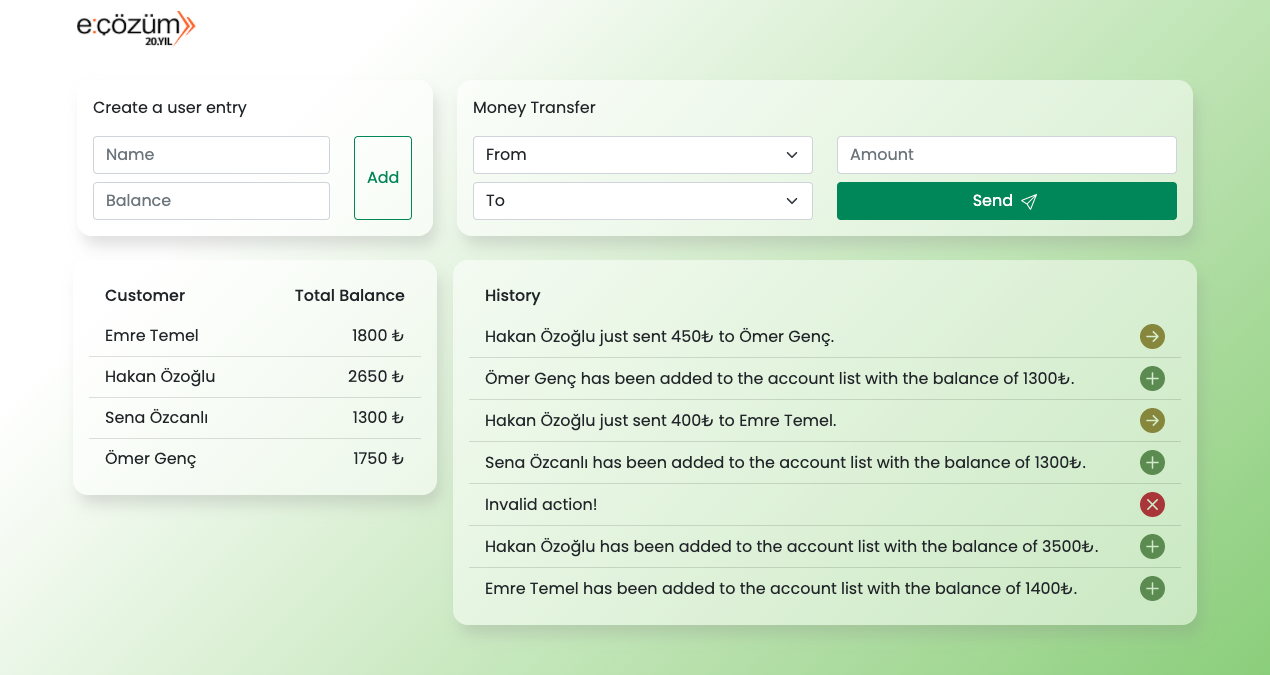 e:çözüm
20.YIL
Create a user entry
Name
Balance
Add
Money Transfer
From
To
Amount
Send
Customer Total Balance
Emre Temel 1800 ₺
Hakan Özoğlu 2650 ₺
Sena Özcanlı 1300 ₺
Ömer Genç 1750 ₺
History
Hakan Özoğlu just sent 450₺ to Ömer Genç.
Ömer Genç has been added to the account list with the balance of 1300₺.
Hakan Özoğlu just sent 400₺ to Emre Temel.
Sena Özcanlı has been added to the account list with the balance of 1300₺.
Invalid action!
Hakan Özoğlu has been added to the account list with the balance of 3500₺.
Emre Temel has been added to the account list with the balance of 1400₺.